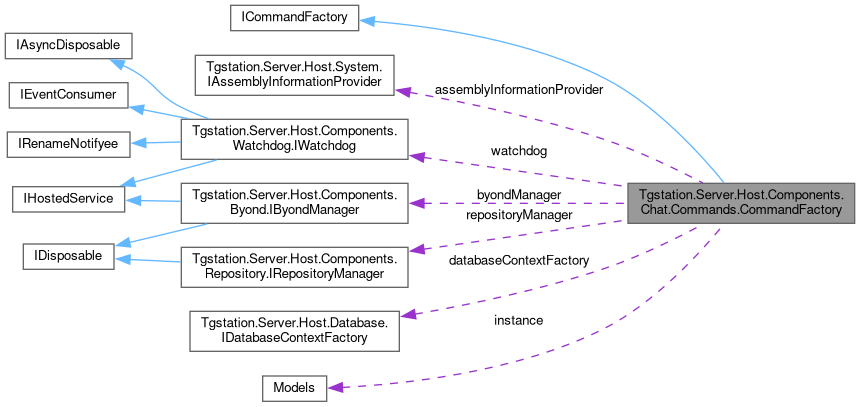 ICommandFactory
IAsyncDisposable
Tgstation.Server.Host.System.
IAssemblyInformationProvider
assemblyInformationProvider
IEventConsumer
IRenameNotifyee
Tgstation.Server.Host.Components.
Watchdog.IWatchdog
watchdog
IHostedService
Tgstation.Server.Host.Components.
Byond.IByondManager
byondManager
Tgstation.Server.Host.Components.
Chat.Commands.CommandFactory
repositoryManager
IDisposable
Tgstation.Server.Host.Components.
Repository.IRepositoryManager
databaseContextFactory
Tgstation.Server.Host.Database.
IDatabaseContextFactory
instance
Models